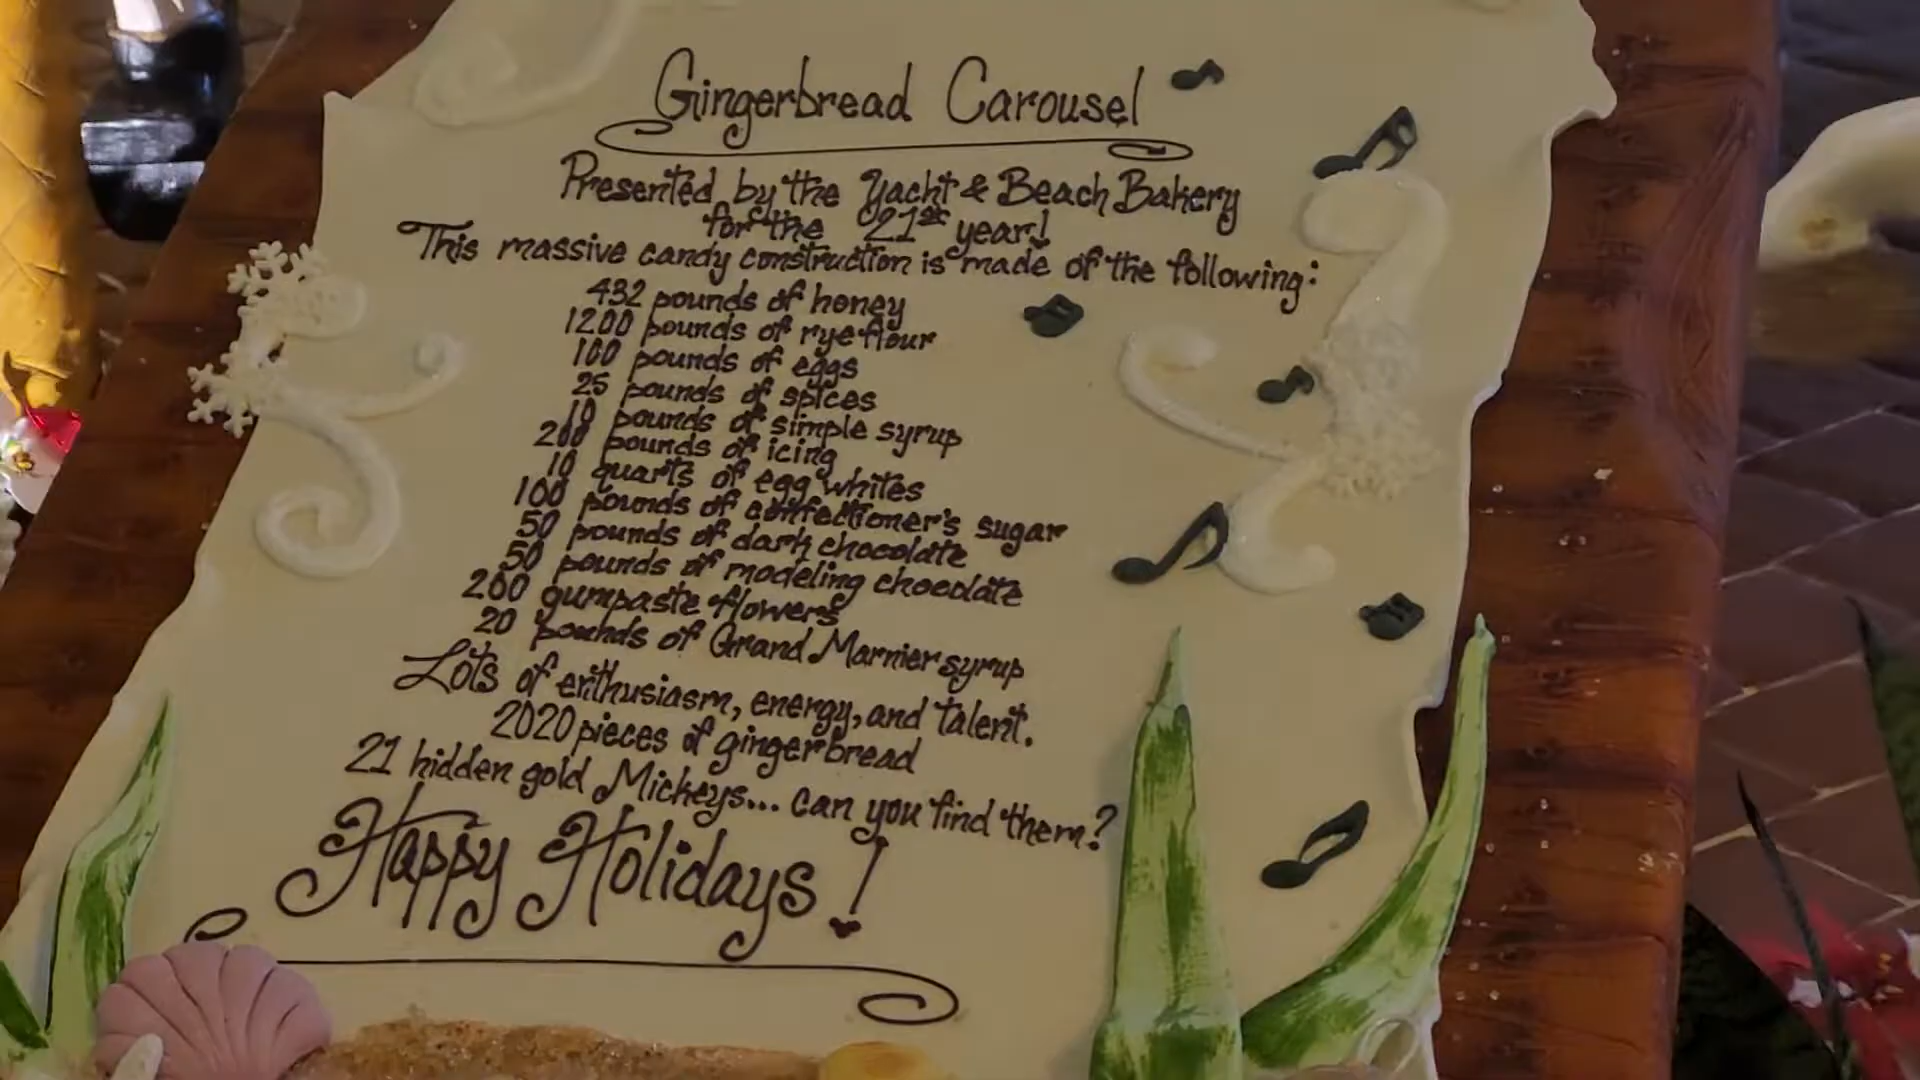 Gingerbread Carousel
Presented by the Yacht & Beach Bakery
for the 21st year!
This massive candy construction is made of the following:
432 pounds of honey
1200 pounds of rye flour
100 pounds of eggs
25 pounds of spices
10 pounds of simple syrup
200 pounds of icing
10 quarts of egg whites
100 pounds of confectioner's sugar
50 pounds of dark chocolate
50 pounds of modeling chocolate
200 gumpaste flowers
20 pounds of Grand Marnier syrup
Lots of enthusiasm, energy, and talent.
2020 pieces of gingerbread
21 hidden gold Mickeys... can you find them?
Happy Holidays!